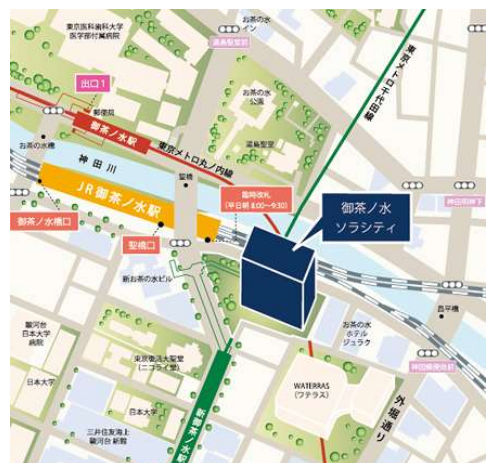 東京医科歯科大学
医学部付属病院
お茶の水
イン
湯島聖堂前
出口1
郵便局
お茶の水
公園
東京メトロ千代田線
御茶ノ水駅
湯島聖堂
お茶の水橋
東京メトロ丸ノ内線
神田川
聖橋
JR御茶ノ水駅
臨時改札
(平日朝 8:00〜9:30)
御茶ノ水
ソラシティ
神田明神下
御茶ノ水橋口
聖橋口
新お茶の水ビル
昌平橋
駿河台
日本大学
病院
お茶の水
ホテル
ジュラク
東京復活大聖堂
(ニコライ堂)
神田郵便局前
日本大学
WATERRAS
(ワテラス)
外堀通り
日本大学
新御茶ノ水駅
三井住友海上
駿河台 新館